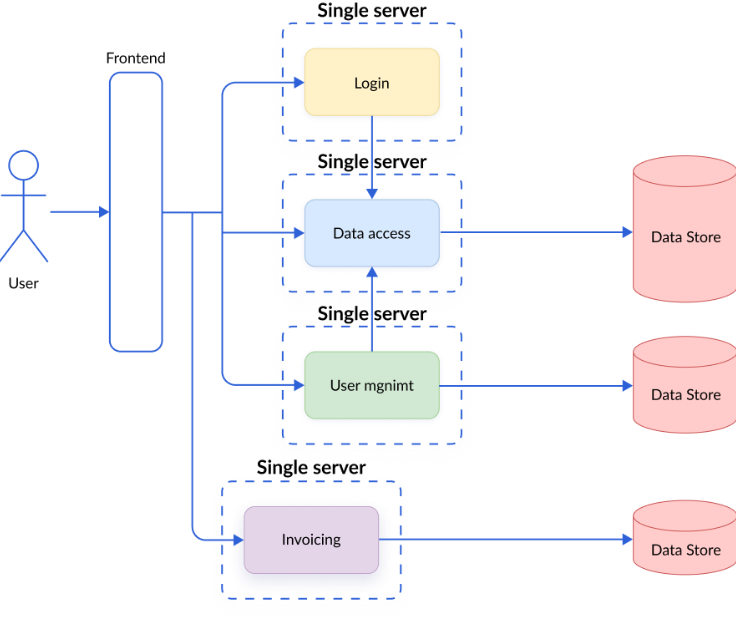 Single server
Frontend
Login
Single server
Data access
Data Store
User
Single server
User mgnimt
Data Store
Single server
Invoicing
Data Store